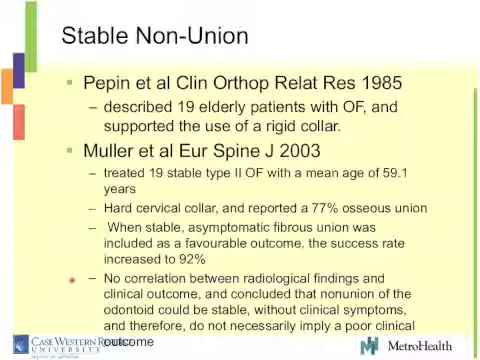 Stable Non-Union
Pepin et al Clin Orthop Relat Res 1985
– described 19 elderly patients with OF, and
supported the use of a rigid collar.
Muller et al Eur Spine J 2003
– treated 19 stable type II OF with a mean age of 59.1
years
– Hard cervical collar, and reported a 77% osseous union
– When stable, asymptomatic fibrous union was
included as a favourable outcome, the success rate
increased to 92%
– No correlation between radiological findings and
clinical outcome, and concluded that nonunion of the
odontoid could be stable, without clinical symptoms,
and therefore, do not necessarily imply a poor clinical
outcome
CASE WESTERN RESERVE
UNIVERSITY
MetroHealth